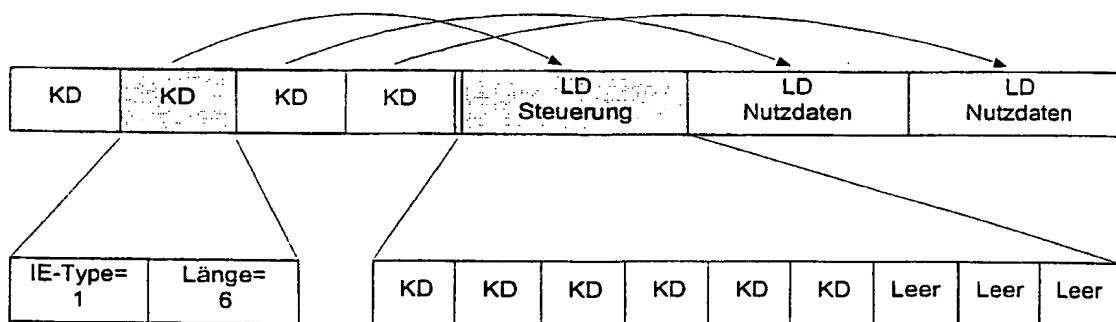 KD KD KD KD LD LD LD
Steuerung Nutzdaten Nutzdaten
IE-Type= Länge=
1 6
KD KD KD KD KD KD Leer Leer Leer